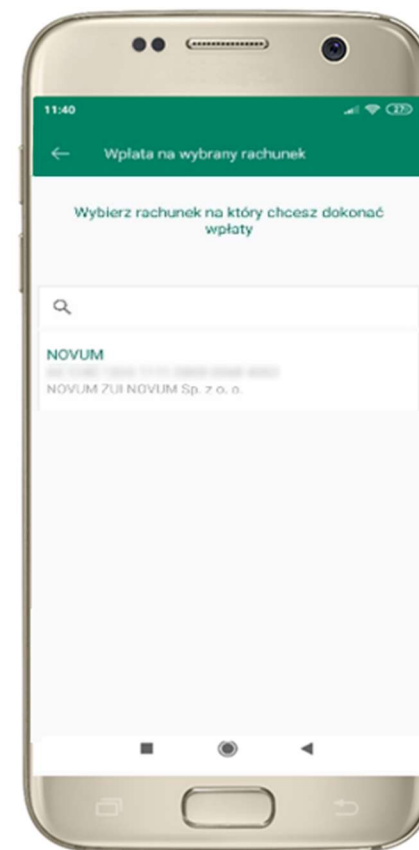 11:40
Wpłata na wybrany rachunek
Wybierz rachunek na który chcesz dokonać
wpłaty
NOVUM
NOVUM ZUI NOVUM Sp. z o. o.